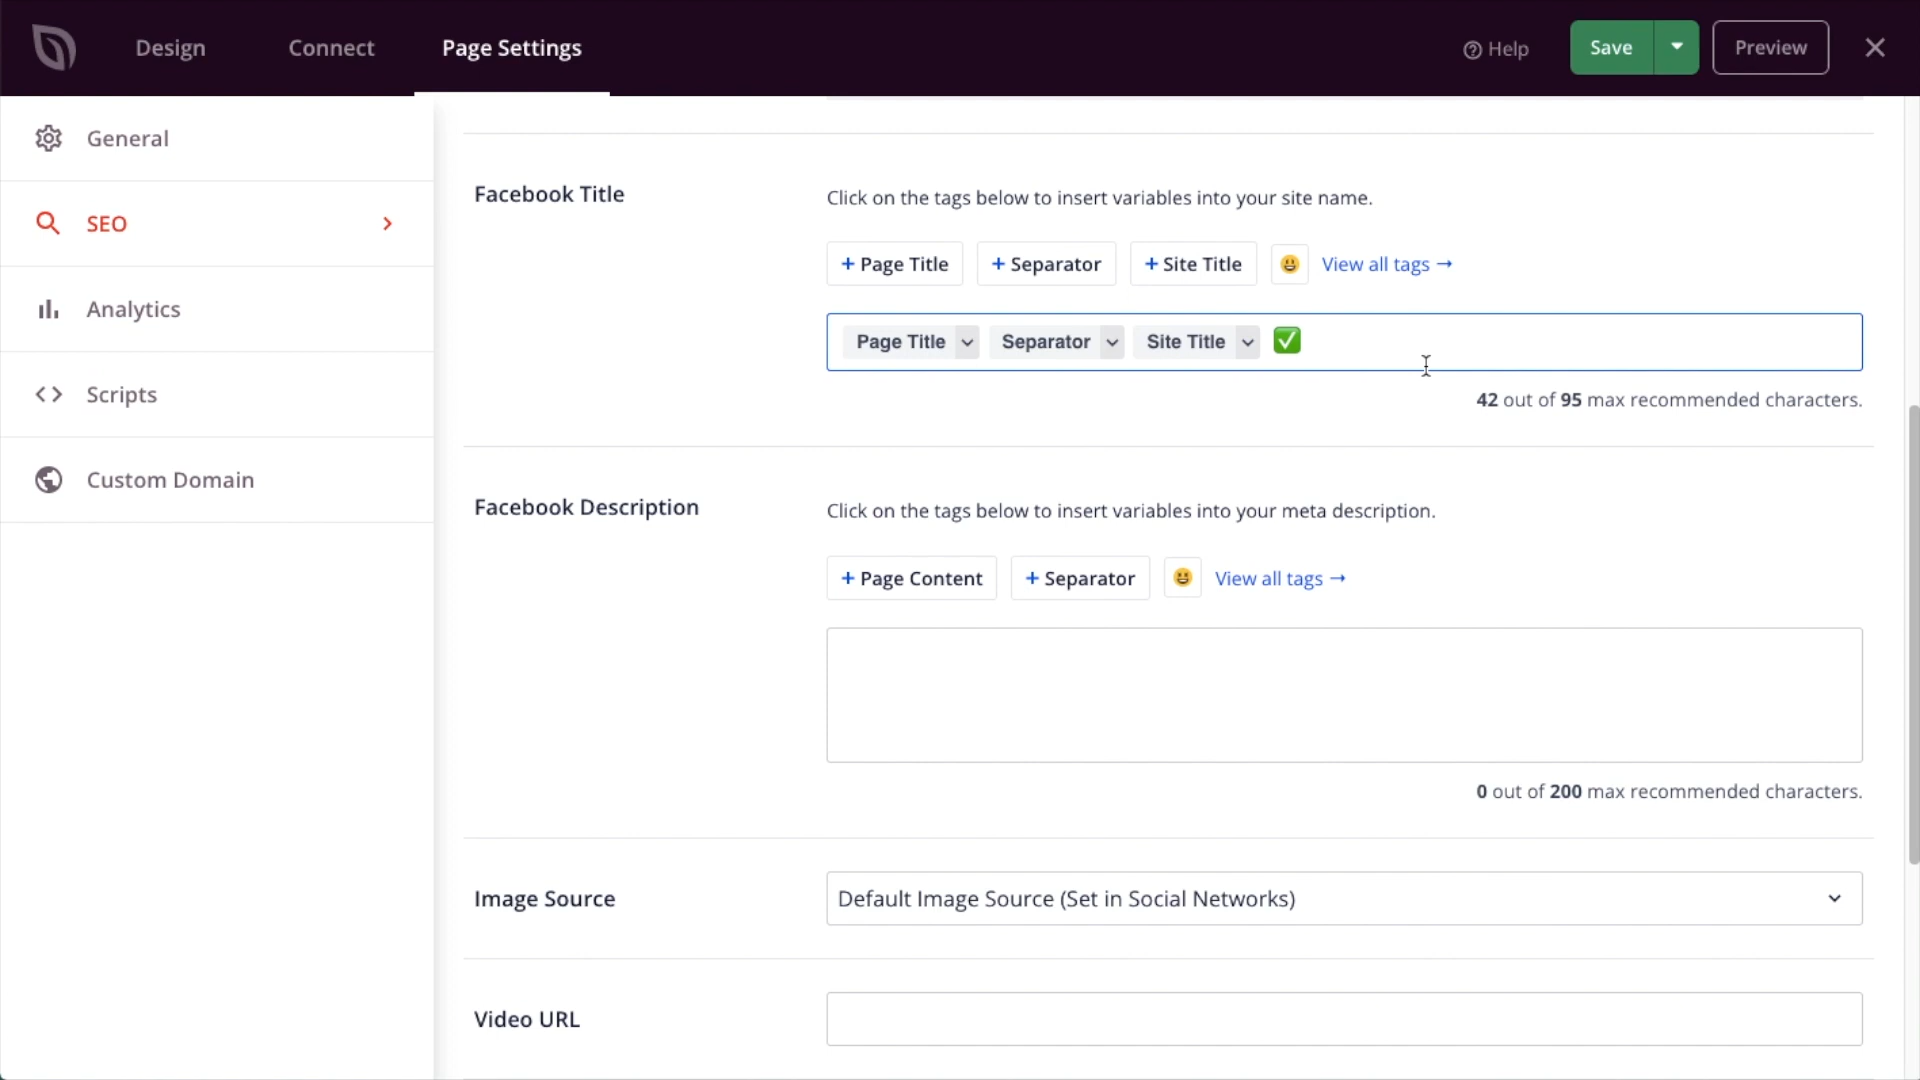 Design
Connect
Page Settings
Help
Save
Preview
General
SEO
Analytics
Scripts
Custom Domain
Facebook Title
Click on the tags below to insert variables into your site name.
+ Page Title
+ Separator
+ Site Title
View all tags →
Page Title
Separator
Site Title
42 out of 95 max recommended characters.
Facebook Description
Click on the tags below to insert variables into your meta description.
+ Page Content
+ Separator
View all tags →
0 out of 200 max recommended characters.
Image Source
Default Image Source (Set in Social Networks)
Video URL